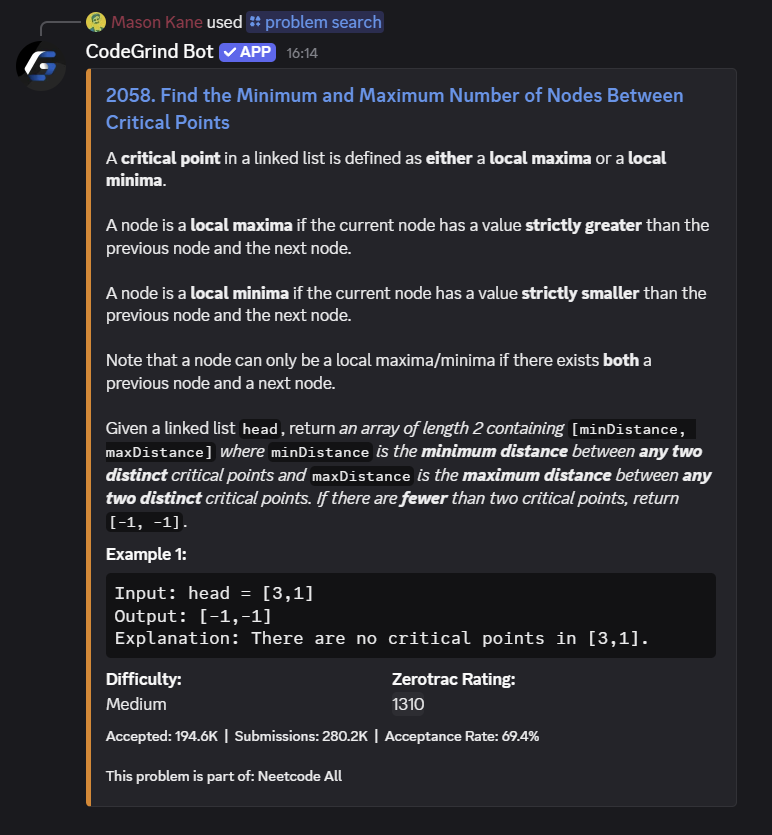 Mason Kane used problem search
CodeGrind Bot ✓ APP 16:14
2058. Find the Minimum and Maximum Number of Nodes Between
Critical Points
A critical point in a linked list is defined as either a local maxima or a local
minima.
A node is a local maxima if the current node has a value strictly greater than the
previous node and the next node.
A node is a local minima if the current node has a value strictly smaller than the
previous node and the next node.
Note that a node can only be a local maxima/minima if there exists both a
previous node and a next node.
Given a linked list head, return an array of length 2 containing [minDistance,
maxDistance] where minDistance is the minimum distance between any two
distinct critical points and maxDistance is the maximum distance between any
two distinct critical points. If there are fewer than two critical points, return
[-1, -1].
Example 1:
Input: head = [3,1]
Output: [-1,-1]
Explanation: There are no critical points in [3,1].
Difficulty: Zerotrac Rating:
Medium 1310
Accepted: 194.6K | Submissions: 280.2K | Acceptance Rate: 69.4%
This problem is part of: Neetcode All